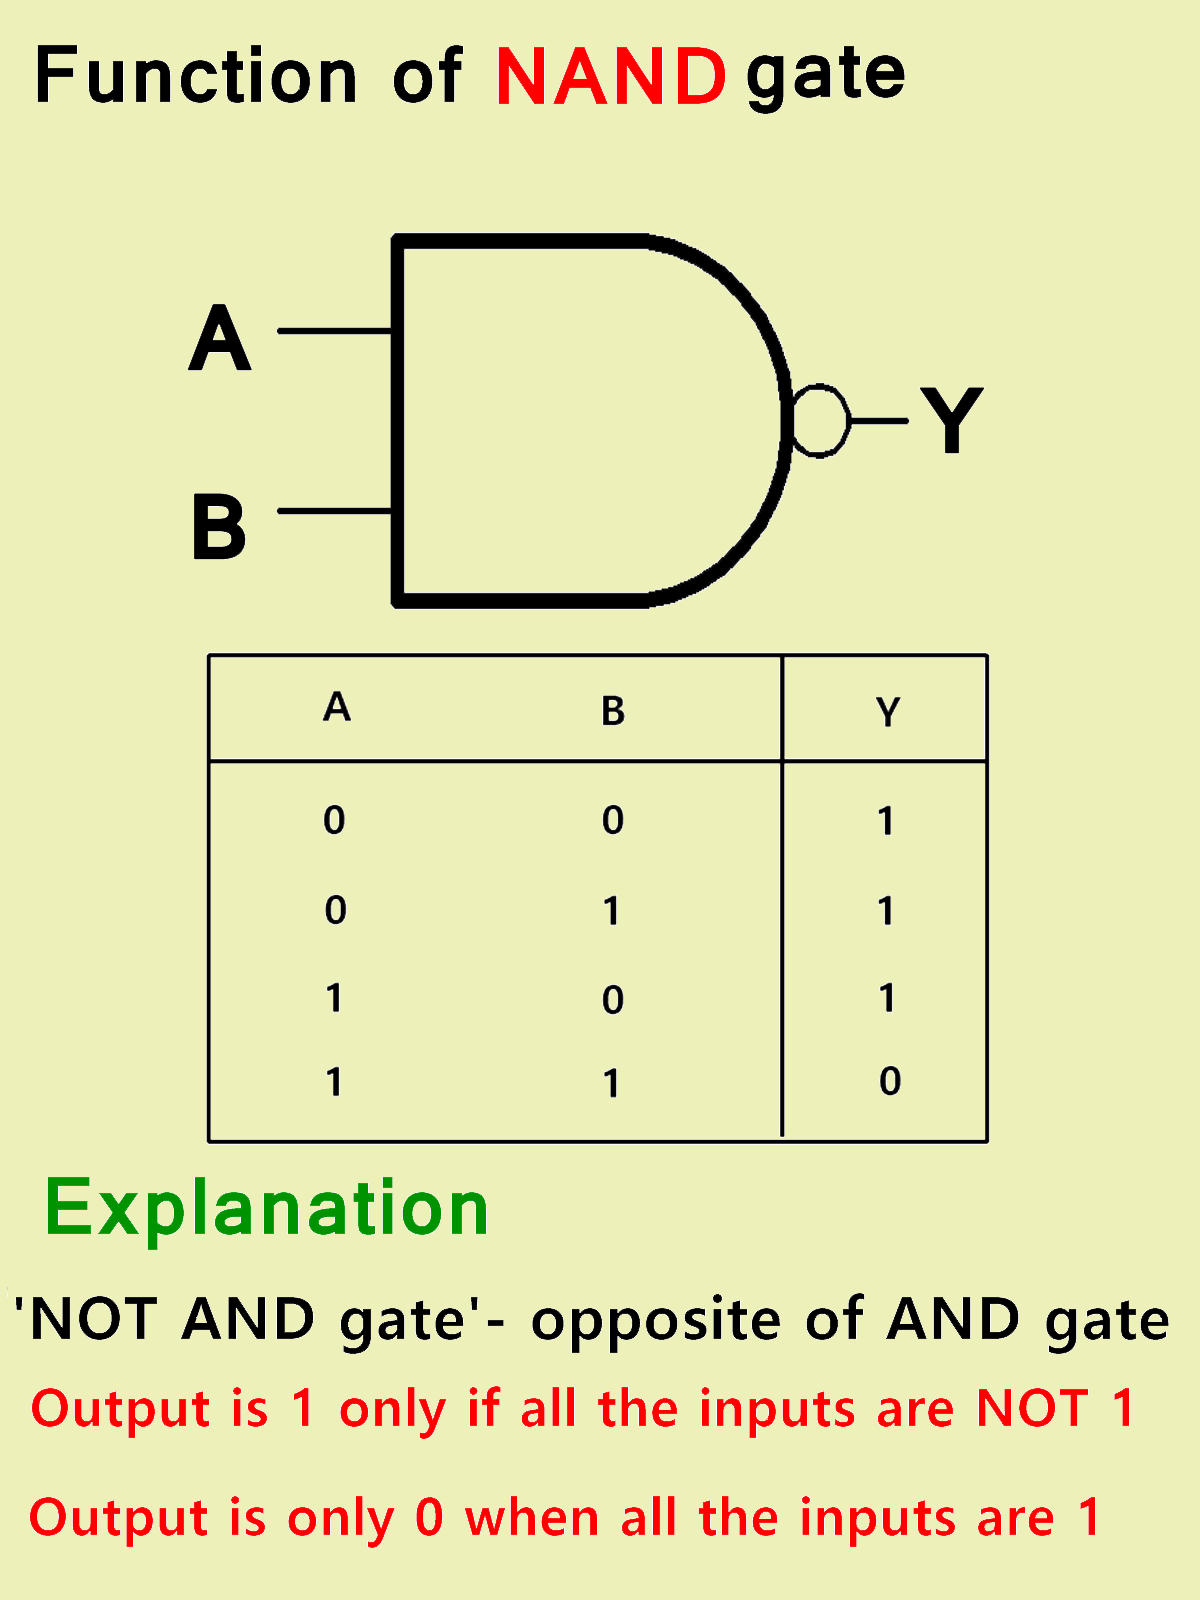 Function of NAND gate
A
B
Y
A B Y
0 0 1
0 1 1
1 0 1
1 1 0
Explanation
'NOT AND gate'- opposite of AND gate
Output is 1 only if all the inputs are NOT 1
Output is only 0 when all the inputs are 1